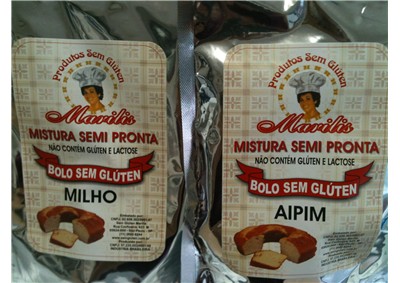 Produtos Sem Glúten
Marilis
MISTURA SEMI PRONTA
NÃO CONTÉM GLÚTEN E LACTOSE
BOLO SEM GLÚTEN
MILHO
Produtos Sem Glúten
Marilis
MISTURA SEMI PRONTA
NÃO CONTÉM GLÚTEN E LACTOSE
BOLO SEM GLÚTEN
AIPIM